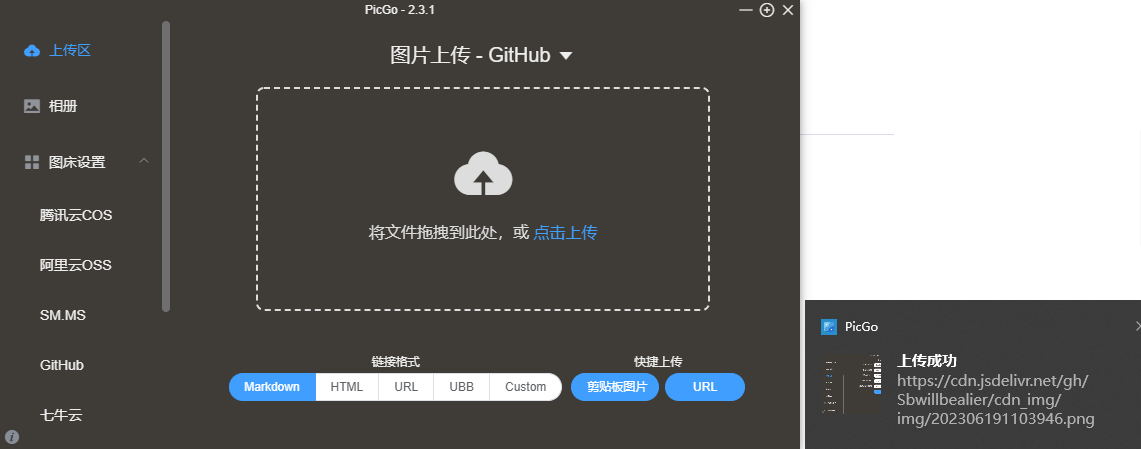 PicGo - 2.3.1
上传区
相册
图床设置
腾讯云COS
阿里云OSS
SM.MS
GitHub
七牛云
图片上传 - GitHub
将文件拖拽到此处，或 点击上传
链接格式
快捷上传
Markdown HTML URL UBB Custom 剪贴板图片 URL
PicGo
上传成功
https://cdn.jsdelivr.net/gh/
Sbwillbealier/cdn_img/
img/202306191103946.png